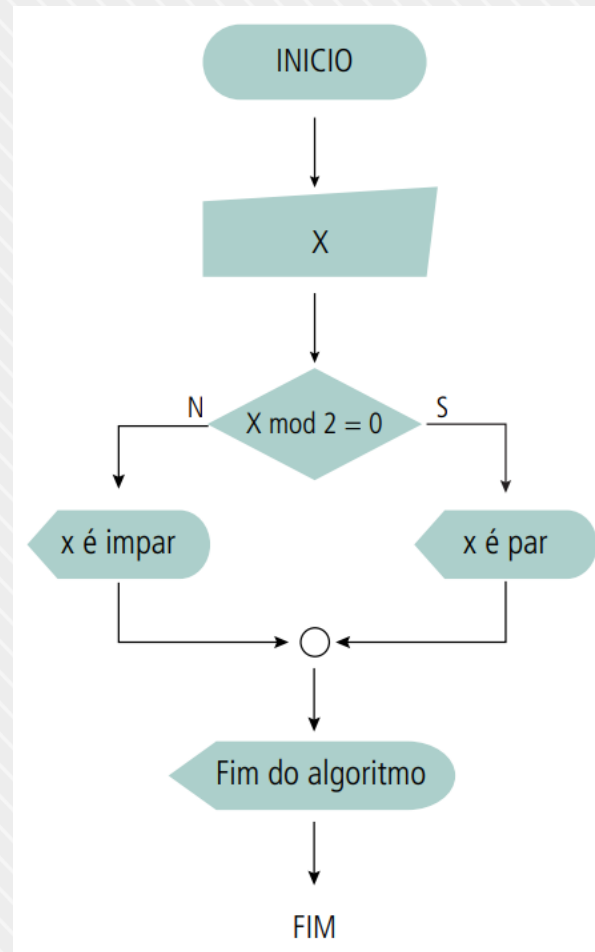 INICIO
X
N
X mod 2 = 0
S
x é impar
x é par
Fim do algoritmo
FIM